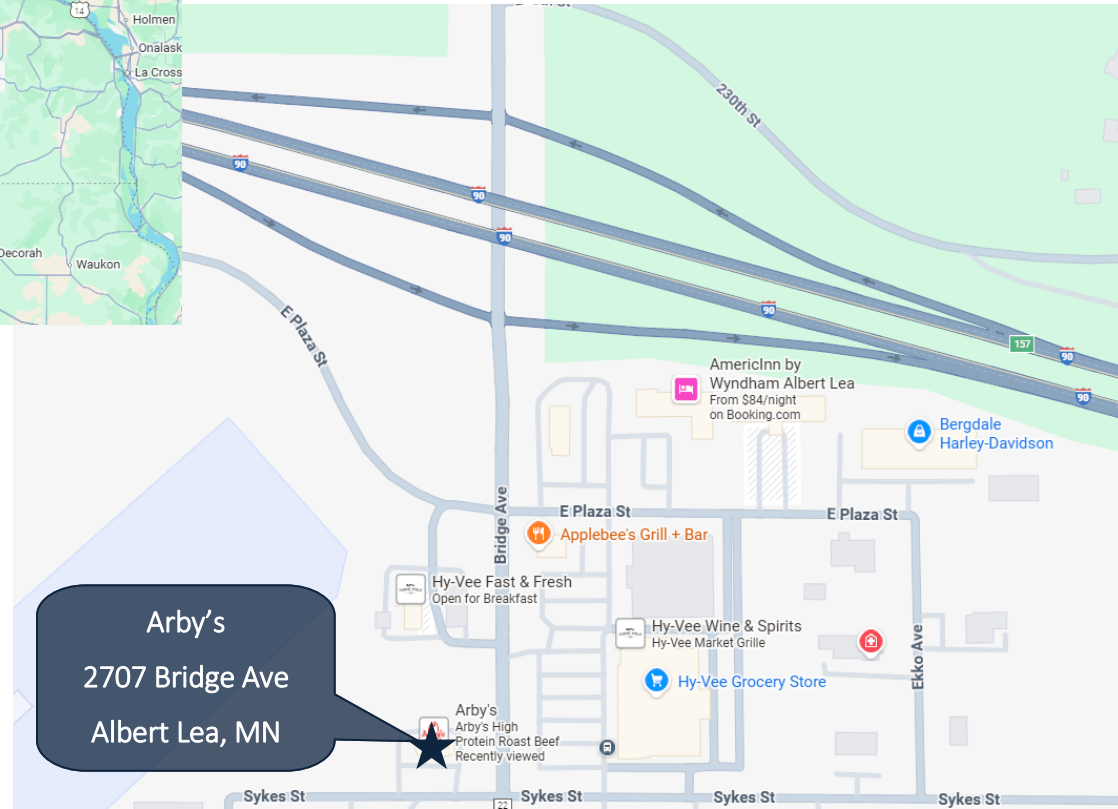 14
Holmen
Onalask
La Cross
Decorah
Waukon
230th St
90
90
90
90
90
157
90
90
E Plaza St
AmericInn by
Wyndham Albert Lea
From $84/night
on Booking.com
Bergdale
Harley-Davidson
Bridge Ave
E Plaza St
E Plaza St
Applebee's Grill + Bar
Hy-Vee Fast & Fresh
Open for Breakfast
Hy-Vee Wine & Spirits
Hy-Vee Market Grille
Hy-Vee Grocery Store
Ekko Ave
Arby’s
2707 Bridge Ave
Albert Lea, MN
Arby's
Arby's High
Protein Roast Beef
Recently viewed
Sykes St
22
Sykes St
Sykes St
Sykes St